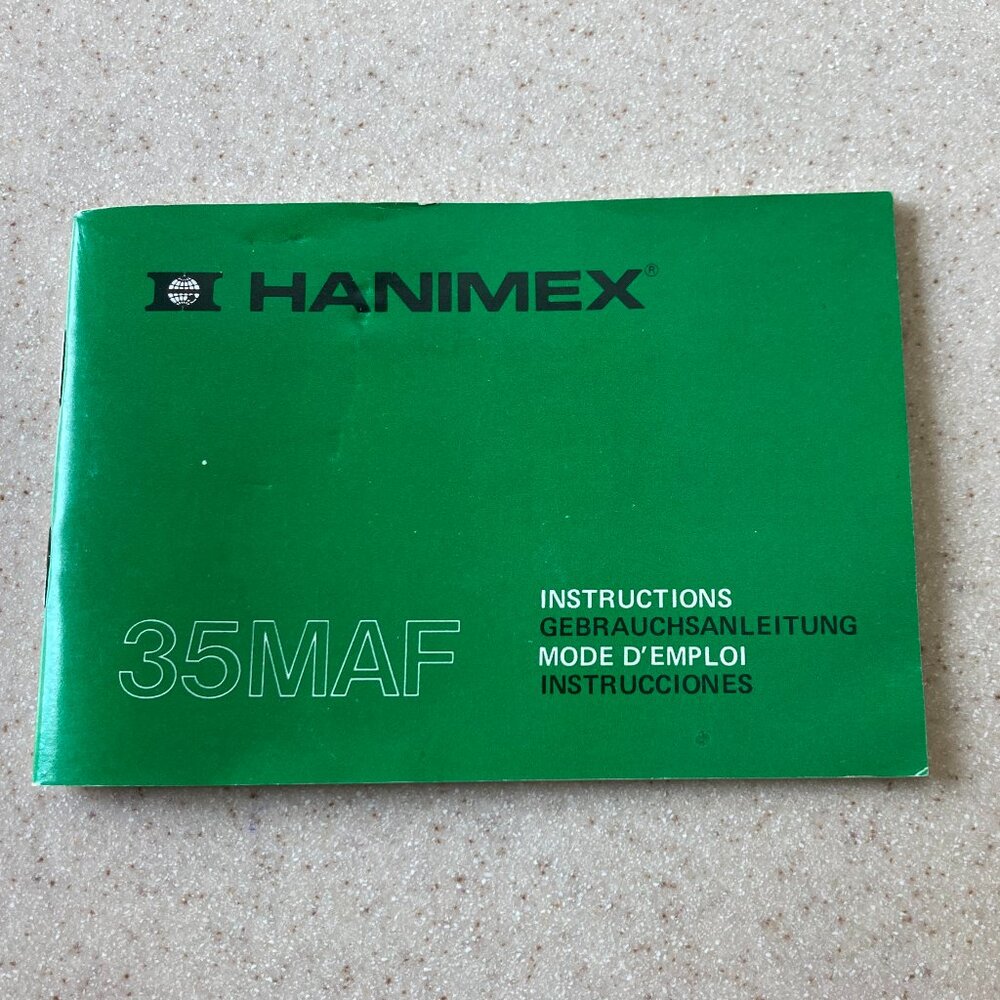 HANIMEX®
35MAF
INSTRUCTIONS
GEBRAUCHSANLEITUNG
MODE D'EMPLOI
INSTRUCCIONES